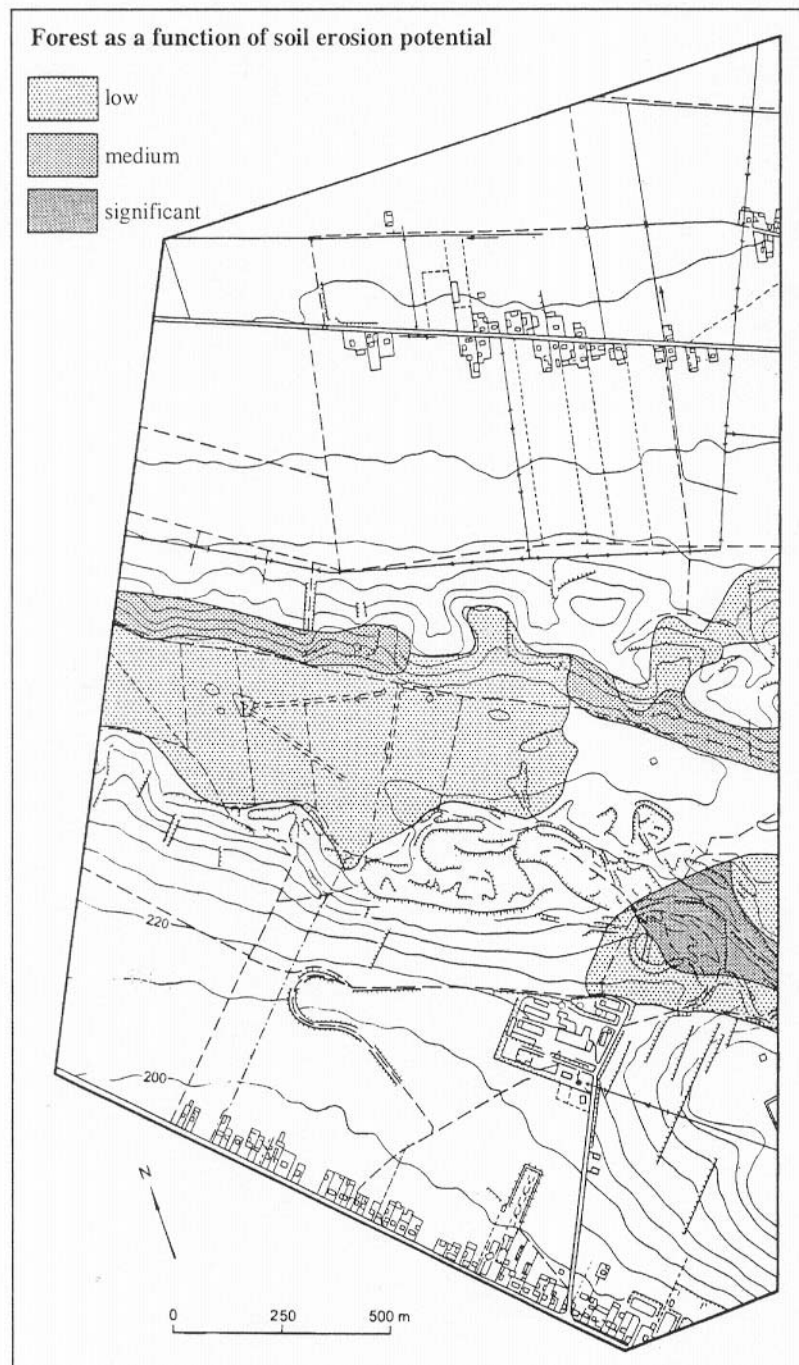 Forest as a function of soil erosion potential
low
medium
significant
220
200
N
0 250 500 m